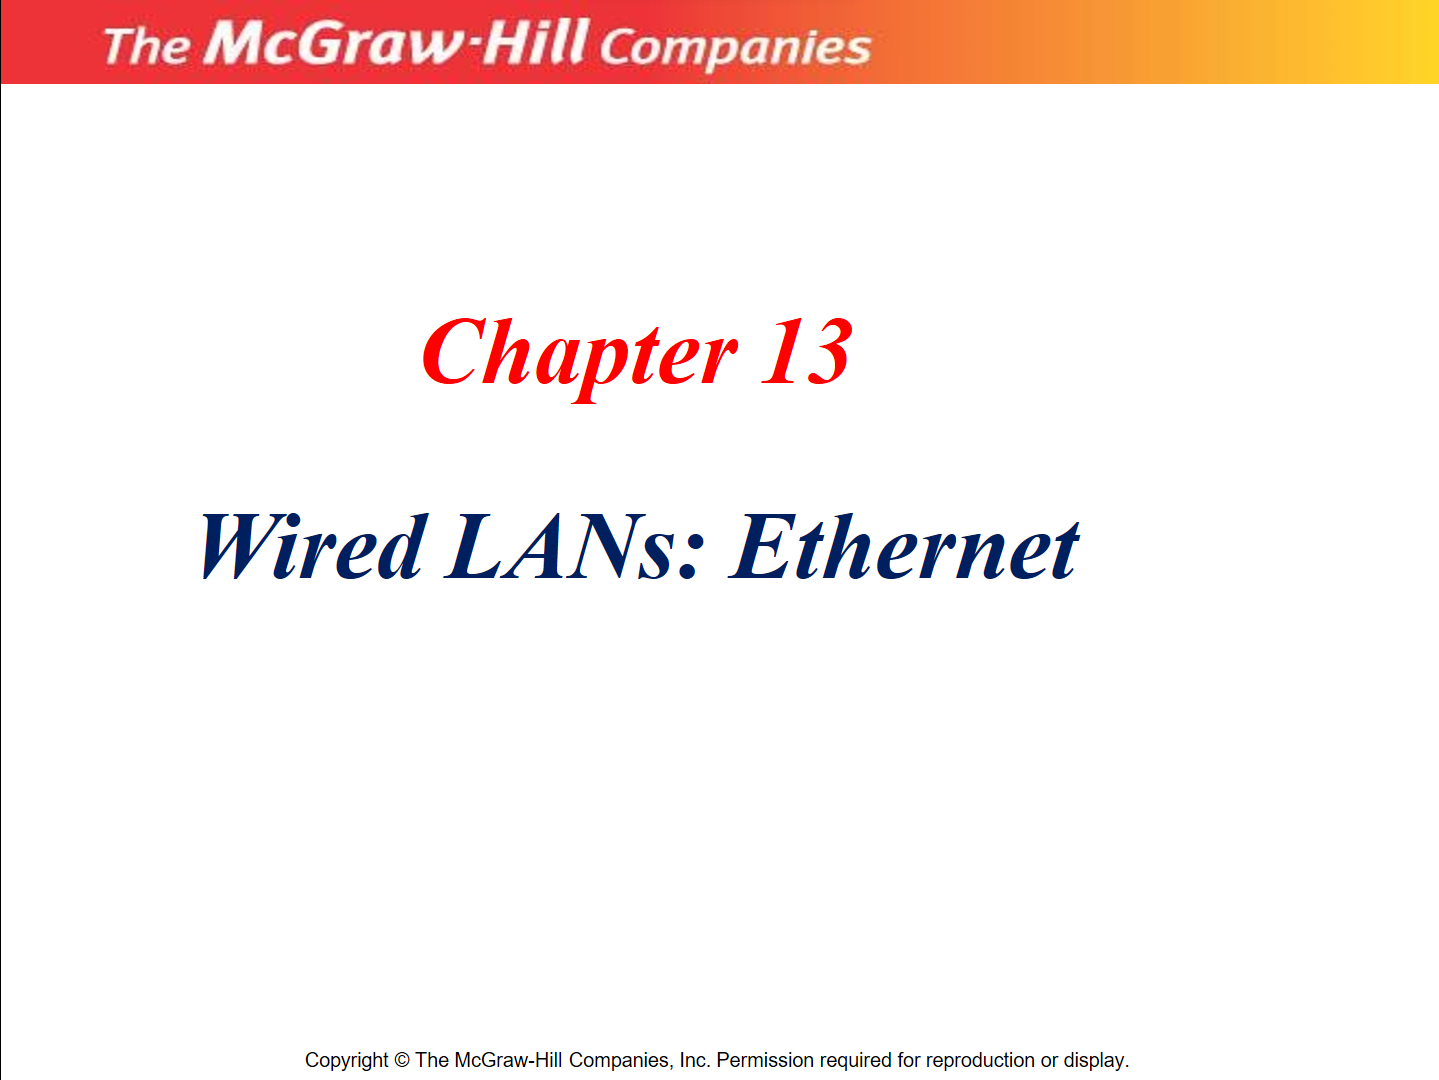 The McGraw-Hill Companies
Chapter 13
Wired LANs: Ethernet
Copyright © The McGraw-Hill Companies, Inc. Permission required for reproduction or display.